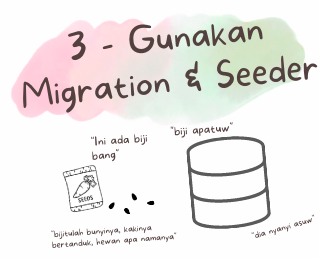 3 - Gunakan
Migration & Seeder
"Ini ada biji
bang"
"biji apatuw"
SEEDS
"bijitulah bunyinya, kakinya
bertanduk, hewan apa namanya"
"dia nyanyi asuw"